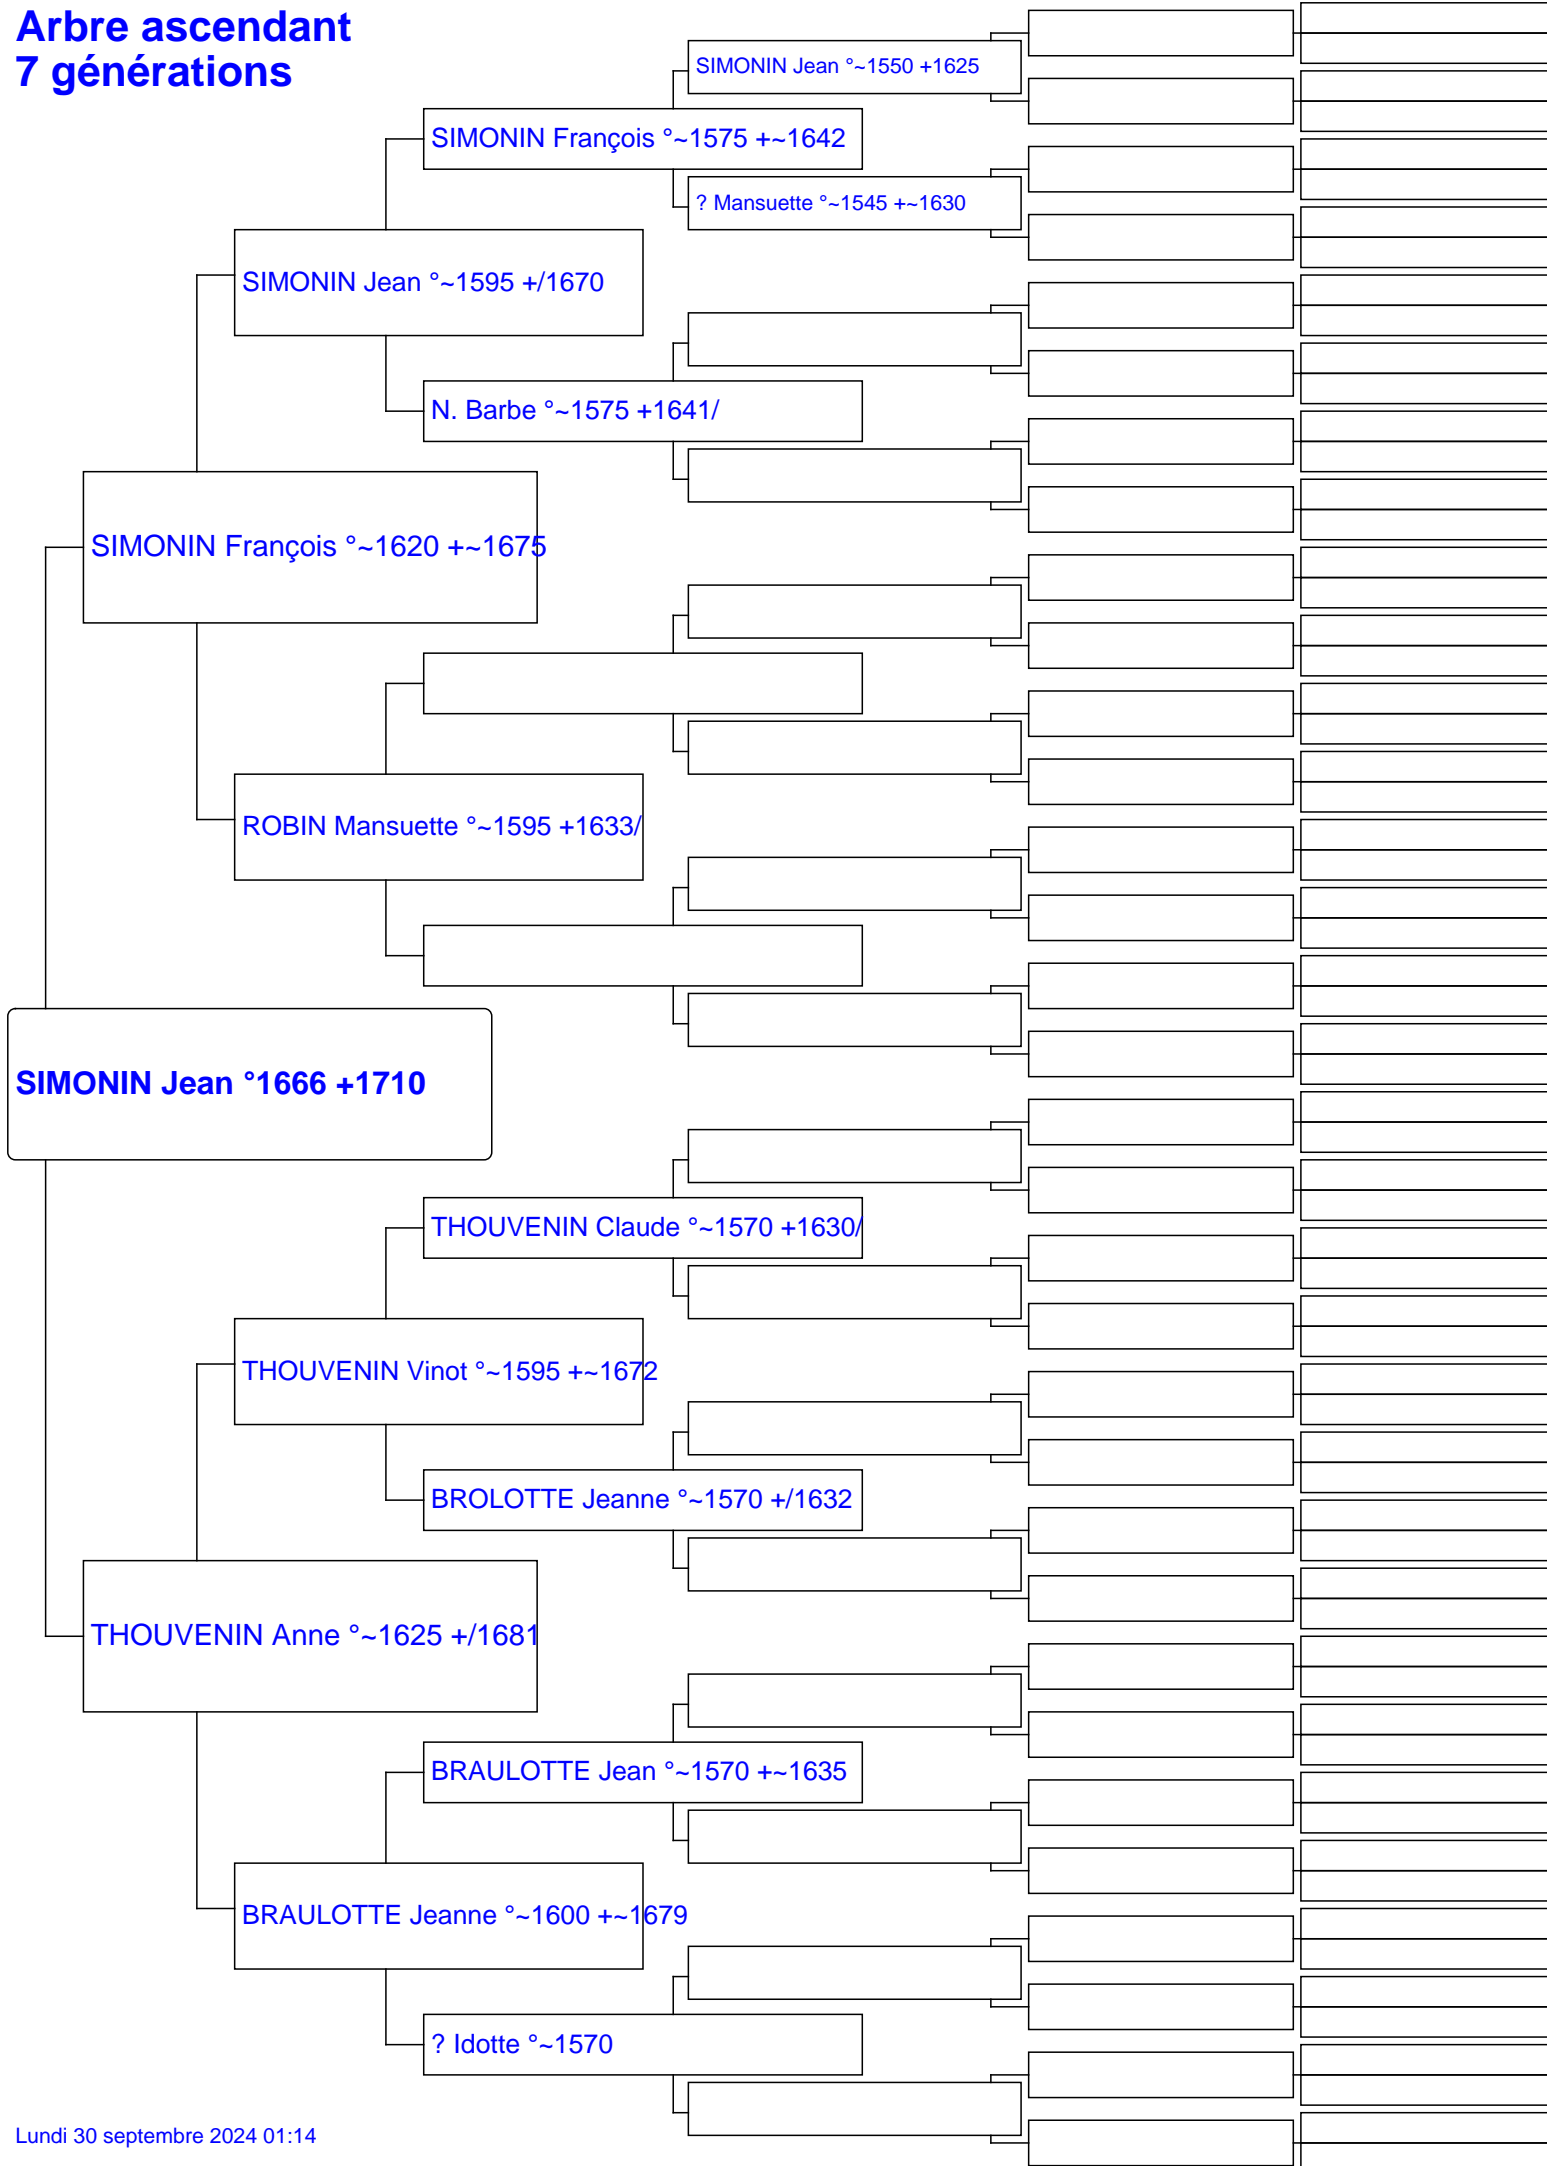 Arbre ascendant
7 générations
SIMONIN Jean °~1550 +1625
SIMONIN François °~1575 +~1642
? Mansuette °~1545 +~1630
SIMONIN Jean °~1595 +/1670
N. Barbe °~1575 +1641/
SIMONIN François °~1620 +~1675
ROBIN Mansuette °~1595 +1633/
SIMONIN Jean °1666 +1710
THOUVENIN Claude °~1570 +1630/
THOUVENIN Vinot °~1595 +~1672
BROLOTTE Jeanne °~1570 +/1632
THOUVENIN Anne °~1625 +/1681
BRAULOTTE Jean °~1570 +~1635
BRAULOTTE Jeanne °~1600 +~1679
? Idotte °~1570
Lundi 30 septembre 2024 01:14